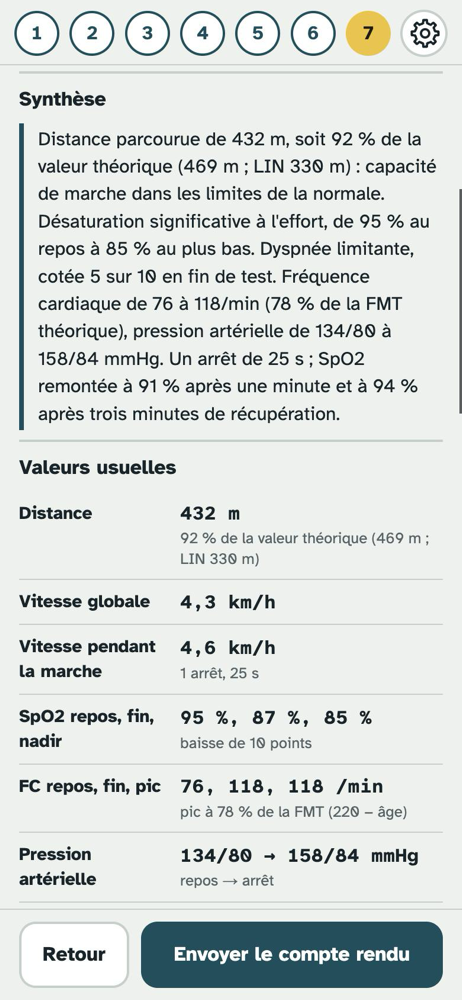 1 2 3 4 5 6 7
Synthèse
Distance parcourue de 432 m, soit 92 % de la
valeur théorique (469 m ; LIN 330 m) : capacité
de marche dans les limites de la normale.
Désaturation significative à l'effort, de 95 % au
repos à 85 % au plus bas. Dyspnée limitante,
cotée 5 sur 10 en fin de test. Fréquence
cardiaque de 76 à 118/min (78 % de la FMT
théorique), pression artérielle de 134/80 à
158/84 mmHg. Un arrêt de 25 s ; SpO2
remontée à 91 % après une minute et à 94 %
après trois minutes de récupération.
Valeurs usuelles
Distance 432 m
92 % de la valeur théorique (469 m ;
LIN 330 m)
Vitesse globale 4,3 km/h
Vitesse pendant 4,6 km/h
la marche 1 arrêt, 25 s
SpO2 repos, fin, 95 %, 87 %, 85 %
nadir baisse de 10 points
FC repos, fin, pic 76, 118, 118 /min
pic à 78 % de la FMT (220 – âge)
Pression 134/80 → 158/84 mmHg
artérielle repos → arrêt
Retour Envoyer le compte rendu